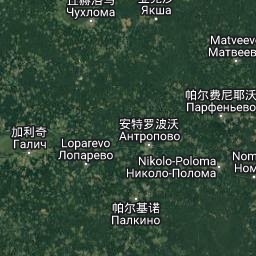 Чухлома
Якша
Matveev
Матвеев
帕尔费尼耶沃
Парфеньево
加利奇
Галич
安特罗波沃
Антропово
Loparevo
Лопарево
Nikolo-Poloma
Николо-Полома
Nom
Ном
帕尔基诺
Палкино